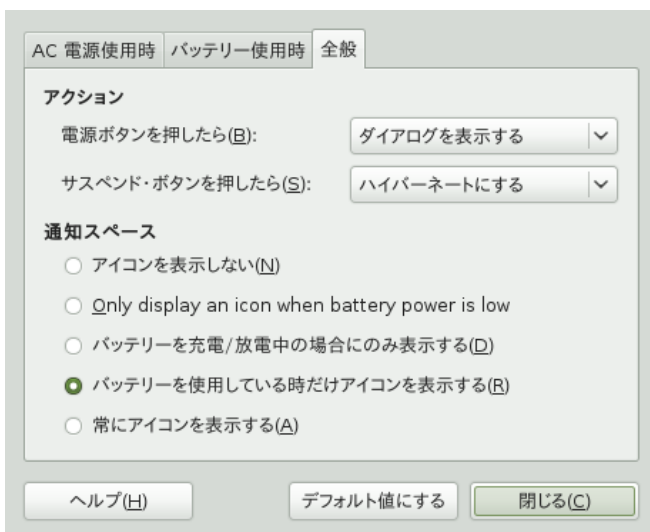 AC 電源使用時 バッテリー使用時 全般
アクション
電源ボタンを押したら(B): ダイアログを表示する
サスペンド・ボタンを押したら(S): ハイバーネートにする
通知スペース
アイコンを表示しない(N)
Only display an icon when battery power is low
バッテリーを充電/放電中の場合にのみ表示する(D)
バッテリーを使用している時だけアイコンを表示する(R)
常にアイコンを表示する(A)
ヘルプ(H) デフォルト値にする 閉じる(C)